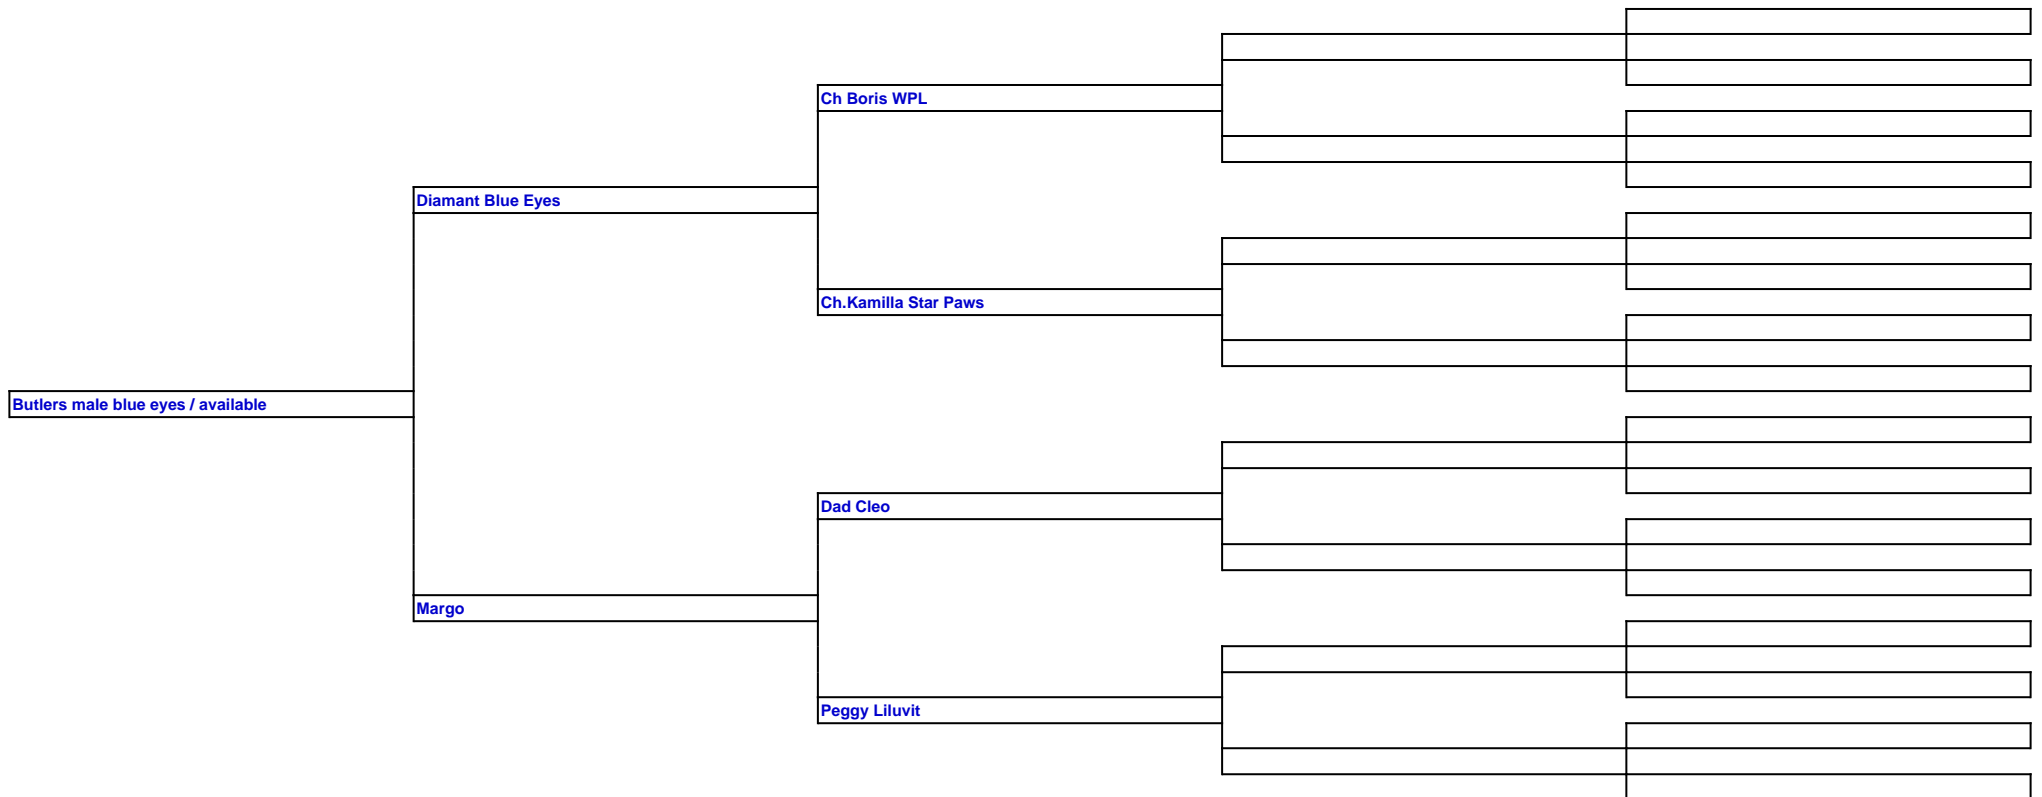 Ch Boris WPL
Diamant Blue Eyes
Ch.Kamilla Star Paws
Butlers male blue eyes / available
Dad Cleo
Margo
Peggy Liluvit